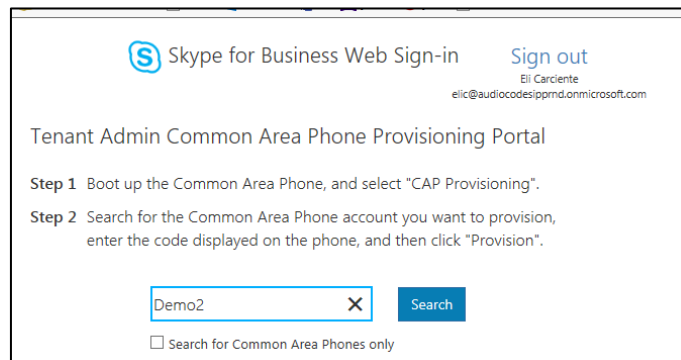 Skype for Business Web Sign-in
Sign out
Eli Carciente
elic@audiocodesipprnd.onmicrosoft.com
Tenant Admin Common Area Phone Provisioning Portal
Step 1 Boot up the Common Area Phone, and select "CAP Provisioning".
Step 2 Search for the Common Area Phone account you want to provision,
enter the code displayed on the phone, and then click "Provision".
Demo2
Search
Search for Common Area Phones only